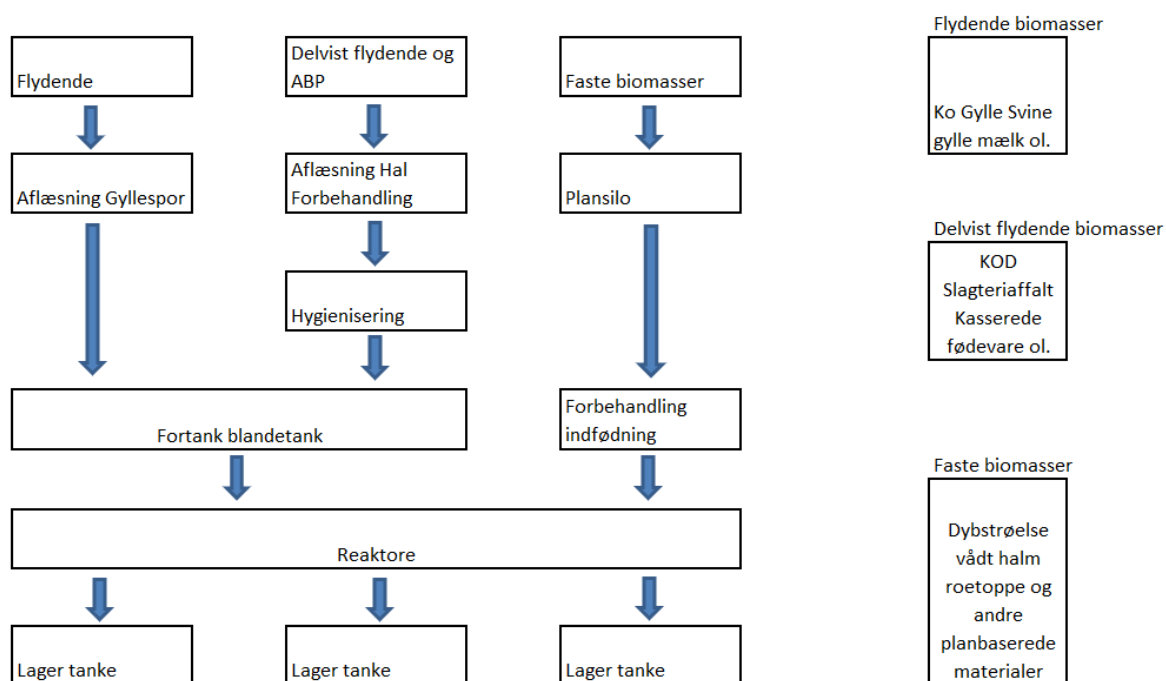 Flydende
Delvist flydende og
ABP
Faste biomasser
Aflæsning Gyllespor
Aflæsning Hal
Forbehandling
Plansilo
Hygienisering
Fortank blandetank
Forbehandling
indfødning
Reaktore
Lager tanke
Lager tanke
Lager tanke
Flydende biomasser
Ko Gylle Svine
gylle mælk ol.
Delvist flydende biomasser
KOD
Slagteriaffalt
Kasserede
fødevare ol.
Faste biomasser
Dybstrøelse
vådt halm
roetoppe og
andre
planbaserede
materialer